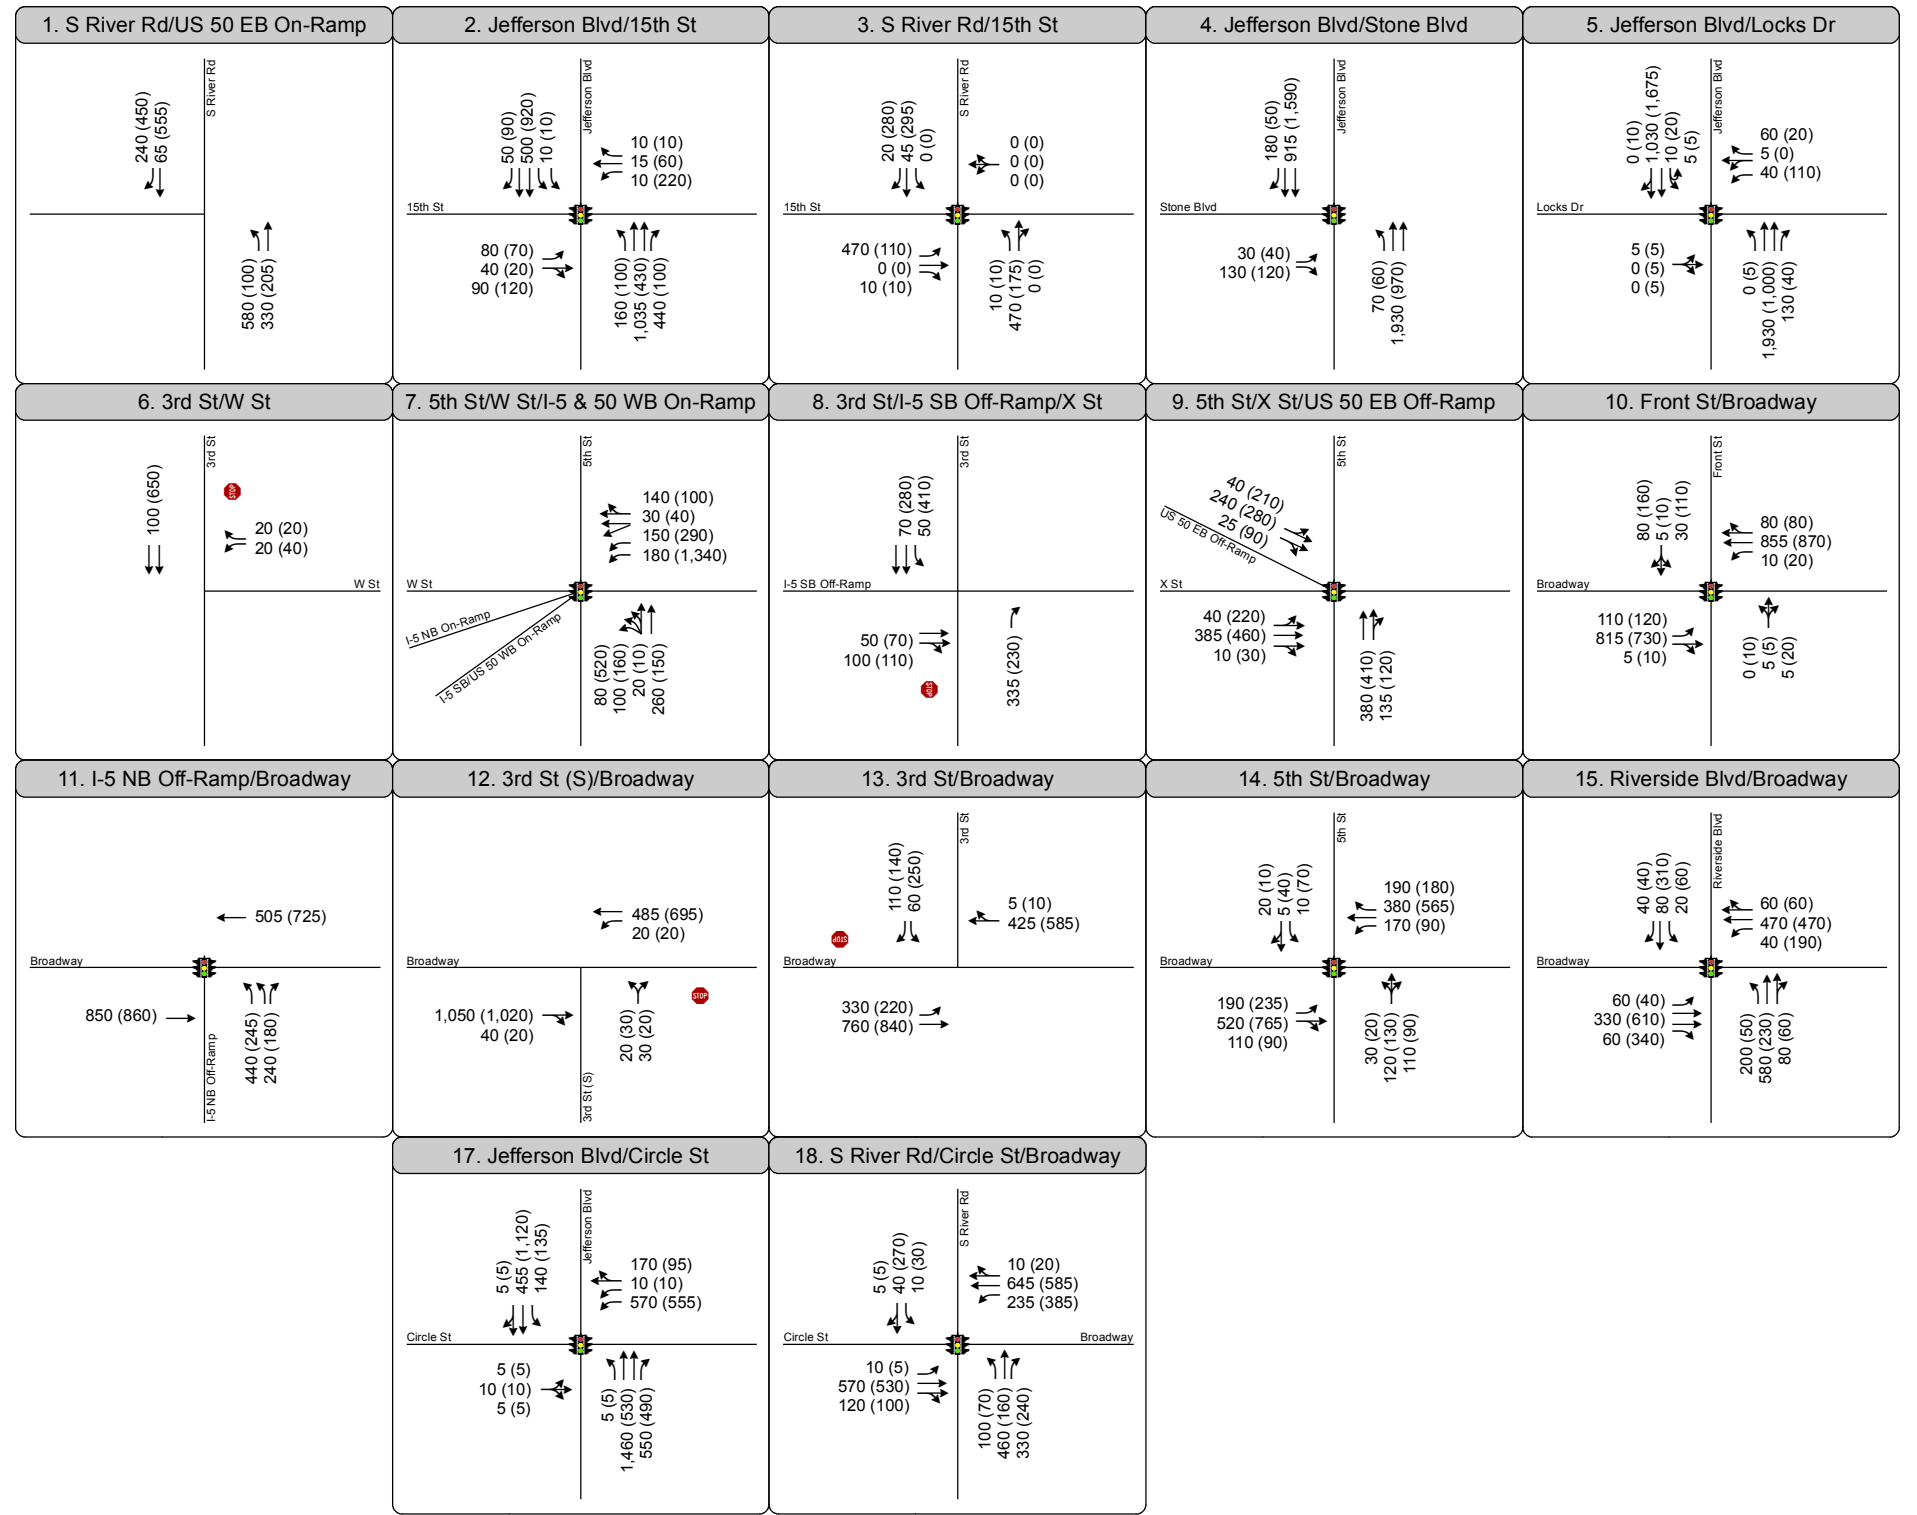 1. S River Rd/US 50 EB On-Ramp
S River Rd
240 (450)
65 (555)
580 (100)
330 (205)
2. Jefferson Blvd/15th St
Jefferson Blvd
50 (90)
500 (920)
10 (10)
10 (10)
15 (60)
10 (220)
15th St
80 (70)
40 (20)
90 (120)
160 (100)
1,035 (430)
440 (100)
3. S River Rd/15th St
S River Rd
20 (280)
45 (295)
0 (0)
0 (0)
0 (0)
0 (0)
15th St
470 (110)
0 (0)
10 (10)
10 (10)
470 (175)
0 (0)
4. Jefferson Blvd/Stone Blvd
Jefferson Blvd
180 (50)
915 (1,590)
Stone Blvd
30 (40)
130 (120)
70 (60)
1,930 (970)
5. Jefferson Blvd/Locks Dr
Jefferson Blvd
0 (10)
1,030 (1,675)
10 (20)
5 (5)
60 (20)
5 (0)
40 (110)
Locks Dr
5 (5)
0 (5)
0 (5)
0 (5)
1,930 (1,000)
130 (40)
6. 3rd St/W St
3rd St
100 (650)
STOP
20 (20)
20 (40)
W St
7. 5th St/W St/I-5 & 50 WB On-Ramp
5th St
140 (100)
30 (40)
150 (290)
180 (1,340)
W St
I-5 NB On-Ramp
I-5 SB/US 50 WB On-Ramp
80 (520)
100 (160)
20 (10)
260 (150)
8. 3rd St/I-5 SB Off-Ramp/X St
3rd St
70 (280)
50 (410)
I-5 SB Off-Ramp
50 (70)
100 (110)
STOP
335 (230)
9. 5th St/X St/US 50 EB Off-Ramp
5th St
40 (210)
240 (280)
25 (90)
US 50 EB Off-Ramp
X St
40 (220)
385 (460)
10 (30)
380 (410)
135 (120)
10. Front St/Broadway
Front St
80 (160)
5 (10)
30 (110)
80 (80)
855 (870)
10 (20)
Broadway
110 (120)
815 (730)
5 (10)
0 (10)
5 (5)
5 (20)
11. I-5 NB Off-Ramp/Broadway
505 (725)
Broadway
850 (860)
I-5 NB Off-Ramp
440 (245)
240 (180)
12. 3rd St (S)/Broadway
485 (695)
20 (20)
Broadway
STOP
1,050 (1,020)
40 (20)
3rd St (S)
20 (30)
30 (20)
13. 3rd St/Broadway
3rd St
110 (140)
60 (250)
5 (10)
425 (585)
STOP
Broadway
330 (220)
760 (840)
14. 5th St/Broadway
5th St
20 (10)
5 (40)
10 (70)
190 (180)
380 (565)
170 (90)
Broadway
190 (235)
520 (765)
110 (90)
30 (20)
120 (130)
110 (90)
15. Riverside Blvd/Broadway
Riverside Blvd
40 (40)
80 (310)
20 (60)
60 (60)
470 (470)
40 (190)
Broadway
60 (40)
330 (610)
60 (340)
200 (50)
580 (230)
80 (60)
17. Jefferson Blvd/Circle St
Jefferson Blvd
5 (5)
455 (1,120)
140 (135)
170 (95)
10 (10)
570 (555)
Circle St
5 (5)
10 (10)
5 (5)
5 (5)
1,460 (530)
550 (490)
18. S River Rd/Circle St/Broadway
S River Rd
5 (5)
40 (270)
10 (30)
10 (20)
645 (585)
235 (385)
Circle St
Broadway
10 (5)
570 (530)
120 (100)
100 (70)
460 (160)
330 (240)